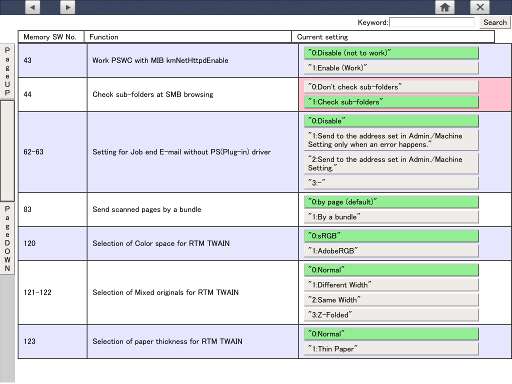 Keyword: Search
Memory SW No. Function Current setting
PageUP
43 Work PSWC with MIB kmNetHttpdEnable
"0:Disable (not to work)"
"1:Enable (Work)"
44 Check sub-folders at SMB browsing
"0:Don't check sub-folders"
"1:Check sub-folders"
62-63 Setting for Job end E-mail without PS(Plug-in) driver
"0:Disable"
"1:Send to the address set in Admin./Machine
Setting only when an error happens."
"2:Send to the address set in Admin./Machine
Setting."
"3:-"
PageDOWN
83 Send scanned pages by a bundle
"0:by page (default)"
"1:By a bundle"
120 Selection of Color space for RTM TWAIN
"0:sRGB"
"1:AdobeRGB"
121-122 Selection of Mixed originals for RTM TWAIN
"0:Normal"
"1:Different Width"
"2:Same Width"
"3:Z-Folded"
123 Selection of paper thickness for RTM TWAIN
"0:Normal"
"1:Thin Paper"